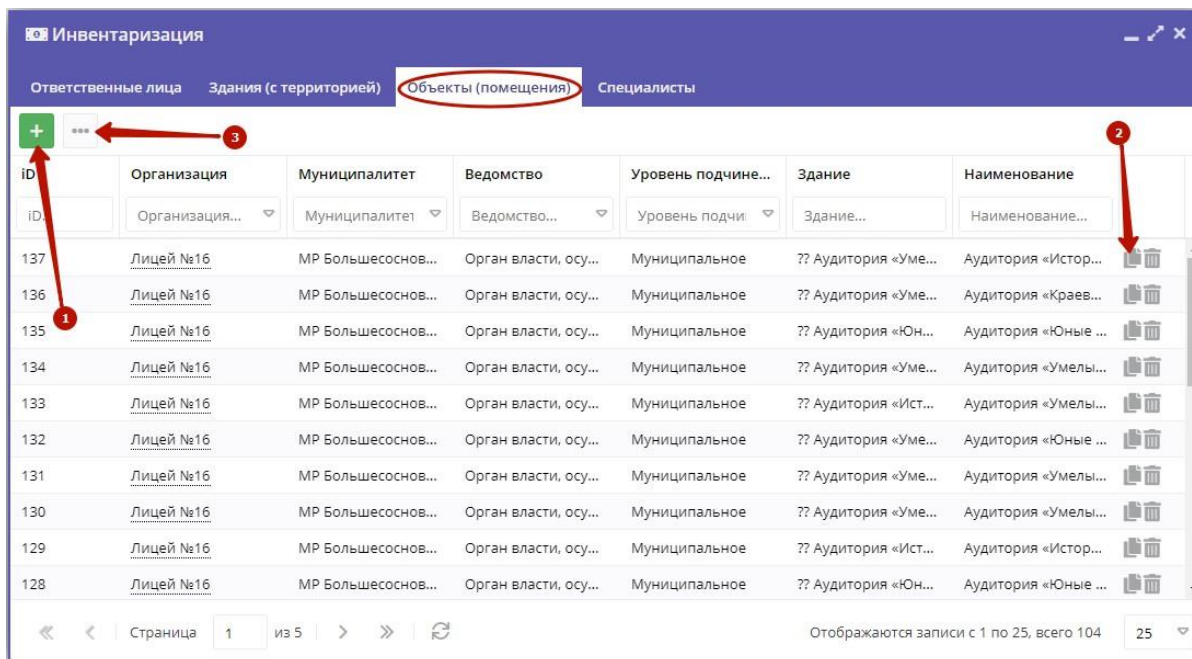 Инвентаризация
Ответственные лица Здания (с территорией) Объекты (помещения) Специалисты
3
2
iD Организация Муниципалитет Ведомство Уровень подчине... Здание Наименование
iD. Организация... Муниципалитет Ведомство... Уровень подчи Здание... Наименование...
137 Лицей №16 МР Большесоснов... Орган власти, осу... Муниципальное ?? Аудитория «Уме... Аудитория «Истор...
136 Лицей №16 МР Большесоснов... Орган власти, осу... Муниципальное ?? Аудитория «Уме... Аудитория «Краев...
1
135 Лицей №16 МР Большесоснов... Орган власти, осу... Муниципальное ?? Аудитория «Юн... Аудитория «Юные ...
134 Лицей №16 МР Большесоснов... Орган власти, осу... Муниципальное ?? Аудитория «Уме... Аудитория «Умелы...
133 Лицей №16 МР Большесоснов... Орган власти, осу... Муниципальное ?? Аудитория «Ист... Аудитория «Умелы...
132 Лицей №16 МР Большесоснов... Орган власти, осу... Муниципальное ?? Аудитория «Уме... Аудитория «Юные ...
131 Лицей №16 МР Большесоснов... Орган власти, осу... Муниципальное ?? Аудитория «Уме... Аудитория «Умелы...
130 Лицей №16 МР Большесоснов... Орган власти, осу... Муниципальное ?? Аудитория «Уме... Аудитория «Умелы...
129 Лицей №16 МР Большесоснов... Орган власти, осу... Муниципальное ?? Аудитория «Ист... Аудитория «Истор...
128 Лицей №16 МР Большесоснов... Орган власти, осу... Муниципальное ?? Аудитория «Юн... Аудитория «Юные ...
Страница 1 из 5 Отображаются записи с 1 по 25, всего 104 25